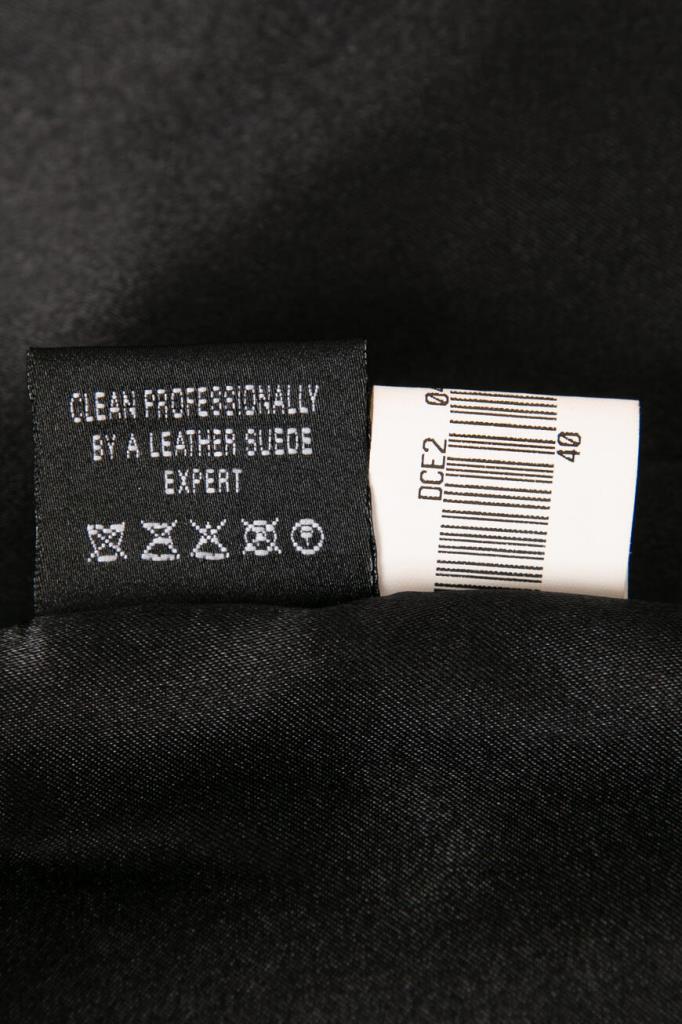 CLEAN PROFESSIONALLY
BY A LEATHER SUEDE
EXPERT
DCE2
40